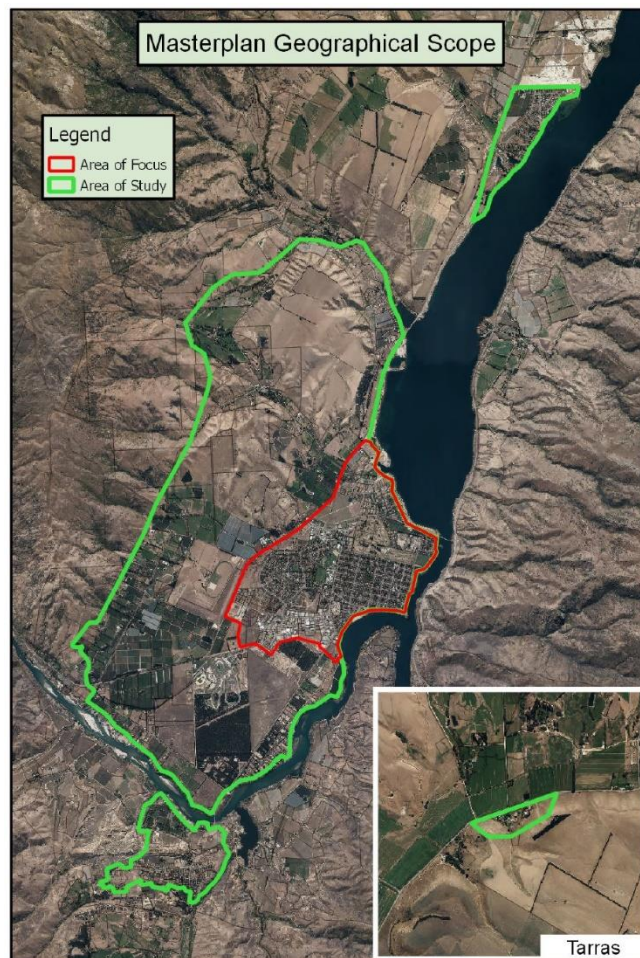 Masterplan Geographical Scope
Legend
Area of Focus
Area of Study
Tarras